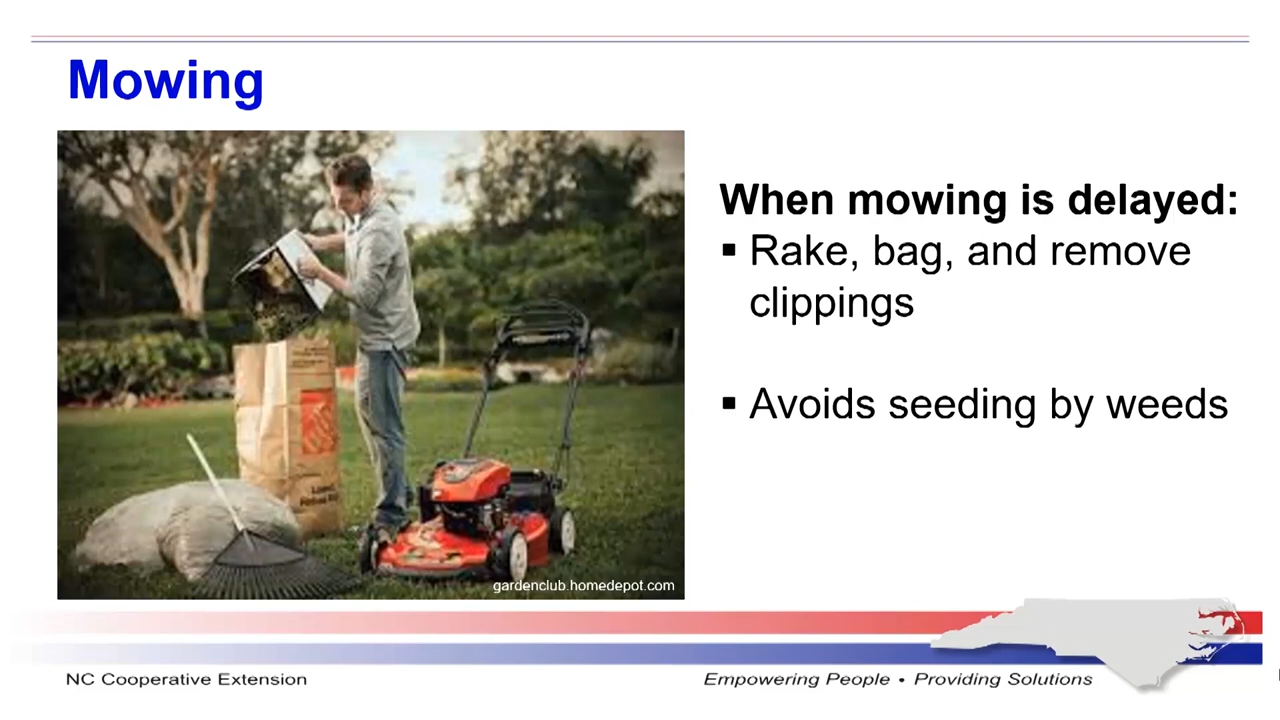 Mowing
When mowing is delayed:
▪ Rake, bag, and remove
clippings
▪ Avoids seeding by weeds
gardenclub.homedepot.com
NC Cooperative Extension
Empowering People • Providing Solutions